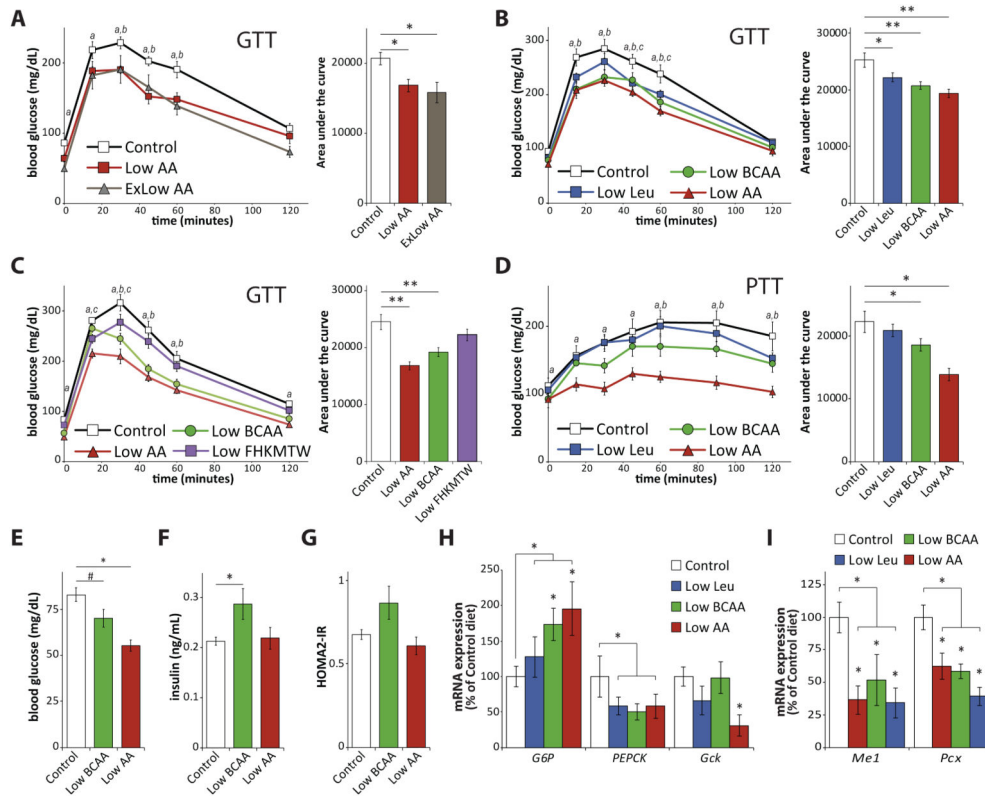 A
GTT
blood glucose (mg/dL)
200
100
0
a
a
a,b
a,b
a,b
Control
Low AA
ExLow AA
0 20 40 60 80 100 120
time (minutes)
Area under the curve
20000
10000
0
*
*
Control
Low AA
ExLow AA
B
GTT
blood glucose (mg/dL)
300
200
100
0
a,b
a,b
a,b,c
a,b,c
Control
Low Leu
Low BCAA
Low AA
0 20 40 60 80 100 120
time (minutes)
Area under the curve
30000
20000
10000
0
**
**
*
Control
Low Leu
Low BCAA
Low AA
C
GTT
blood glucose (mg/dL)
300
200
100
0
a
a,c
a,b,c
a,b
a,b
a
Control
Low AA
Low BCAA
Low FHKMTW
0 20 40 60 80 100 120
time (minutes)
Area under the curve
30000
20000
10000
0
**
**
Control
Low AA
Low BCAA
Low FHKMTW
D
PTT
blood glucose (mg/dL)
200
100
0
a
a
a
a
a,b
a,b
a,b
Control
Low Leu
Low BCAA
Low AA
0 20 40 60 80 100 120
time (minutes)
Area under the curve
20000
10000
0
*
*
Control
Low Leu
Low BCAA
Low AA
E
blood glucose (mg/dL)
75
50
25
0
*
#
Control
Low BCAA
Low AA
F
insulin (ng/mL)
0.3
0.15
0
*
Control
Low BCAA
Low AA
G
HOMA2-IR
1
0.5
0
Control
Low BCAA
Low AA
H
mRNA expression
(% of Control diet)
250
200
150
100
50
0
*
*
*
*
*
Control
Low Leu
Low BCAA
Low AA
G6P PEPCK Gck
I
Control
Low Leu
Low BCAA
Low AA
mRNA expression
(% of Control diet)
125
100
75
50
25
0
*
*
*
*
*
*
*
*
Me1 Pcx